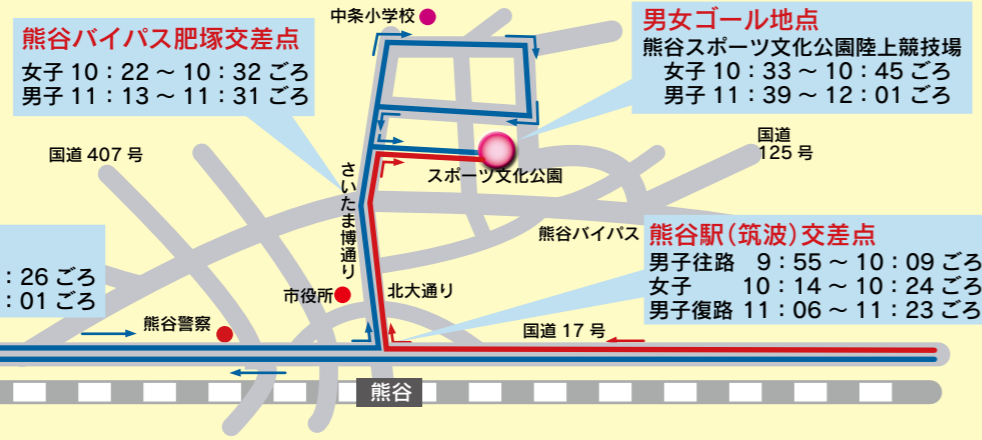 中条小学校
熊谷バイパス肥塚交差点
女子 10：22 ～ 10：32 ごろ
男子 11：13 ～ 11：31 ごろ
男女ゴール地点
熊谷スポーツ文化公園陸上競技場
女子 10：33 ～ 10：45 ごろ
男子 11：39 ～ 12：01 ごろ
国道 407 号
国道
125 号
スポーツ文化公園
さいたま博通り
熊谷バイパス
熊谷駅（筑波）交差点
男子往路 9：55 ～ 10：09 ごろ
女子 10：14 ～ 10：24 ごろ
男子復路 11：06 ～ 11：23 ごろ
：26 ごろ
：01 ごろ
市役所
北大通り
熊谷警察
国道 17 号
熊谷